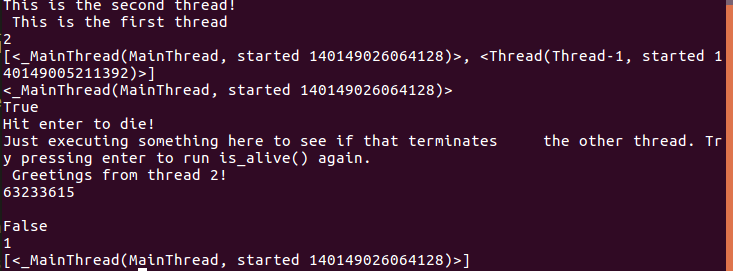 This is the second thread!
 This is the first thread
2
[<_MainThread(MainThread, started 140149026064128)>, <Thread(Thread-1, started 1
40149005211392)>]
<_MainThread(MainThread, started 140149026064128)>
True
Hit enter to die!
Just executing something here to see if that terminates     the other thread. Tr
y pressing enter to run is_alive() again.
 Greetings from thread 2!
63233615
False
1
[<_MainThread(MainThread, started 140149026064128)>]